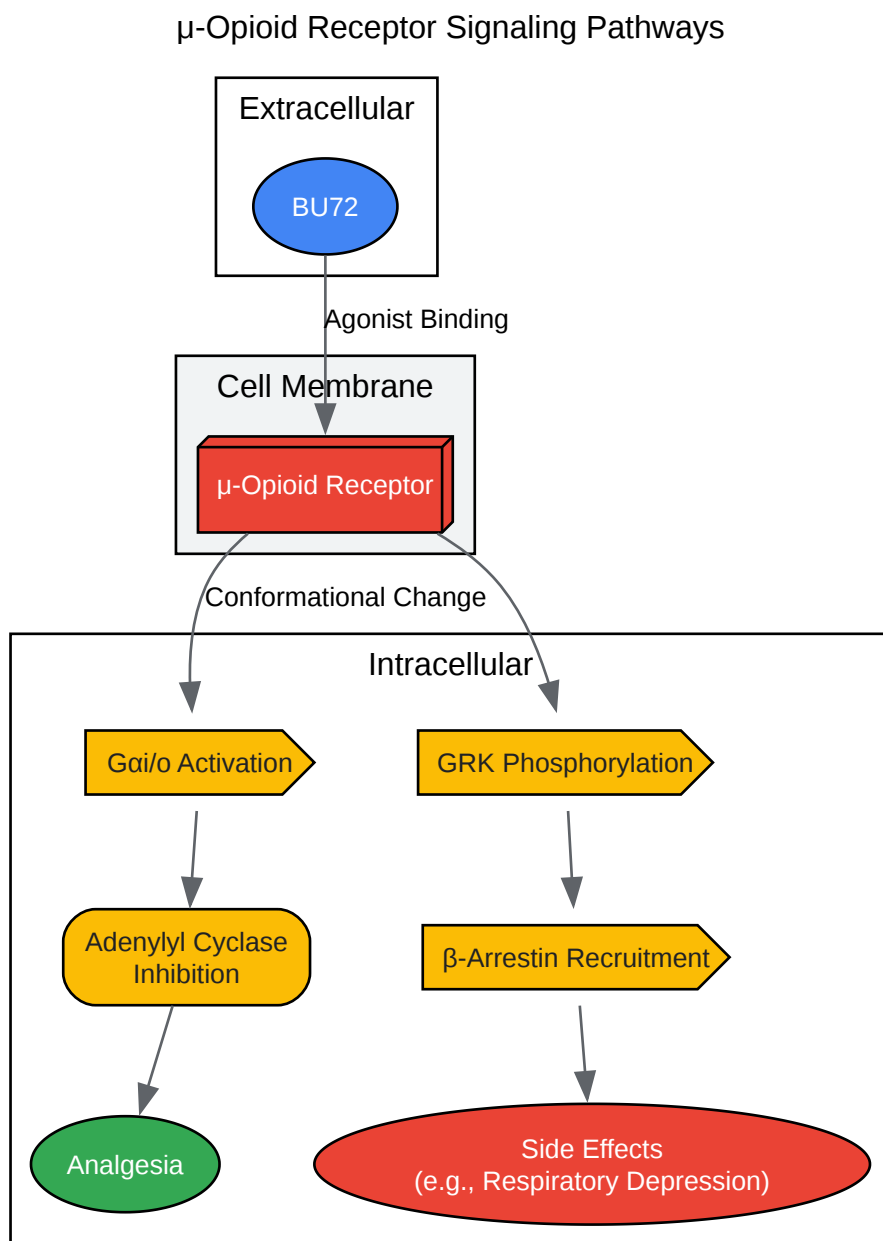 μ-Opioid Receptor Signaling Pathways
Extracellular
BU72
Agonist Binding
Cell Membrane
μ-Opioid Receptor
Conformational Change
Intracellular
Gαi/o Activation
GRK Phosphorylation
Adenylyl Cyclase
Inhibition
β-Arrestin Recruitment
Analgesia
Side Effects
(e.g., Respiratory Depression)